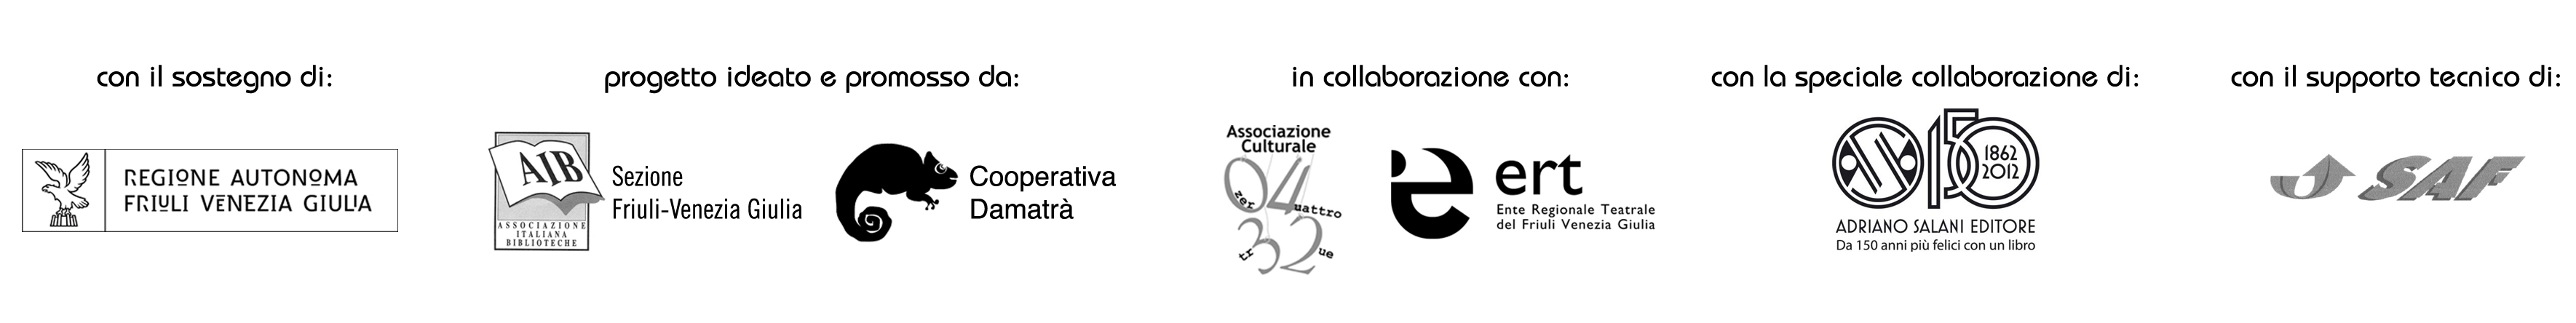 con il sostegno di:
REGIONE AUTONOMA
FRIULI VENEZIA GIULIA
progetto ideato e promosso da:
AIB
ASSOCIAZIONE
ITALIANA
BIBLIOTECHE
Sezione
Friuli-Venezia Giulia
Cooperativa
Damatrà
in collaborazione con:
Associazione
Culturale
04
zer uattro
32
tr ue
e
ert
Ente Regionale Teatrale
del Friuli Venezia Giulia
con la speciale collaborazione di:
150
1862
2012
ADRIANO SALANI EDITORE
Da 150 anni più felici con un libro
con il supporto tecnico di:
SAF